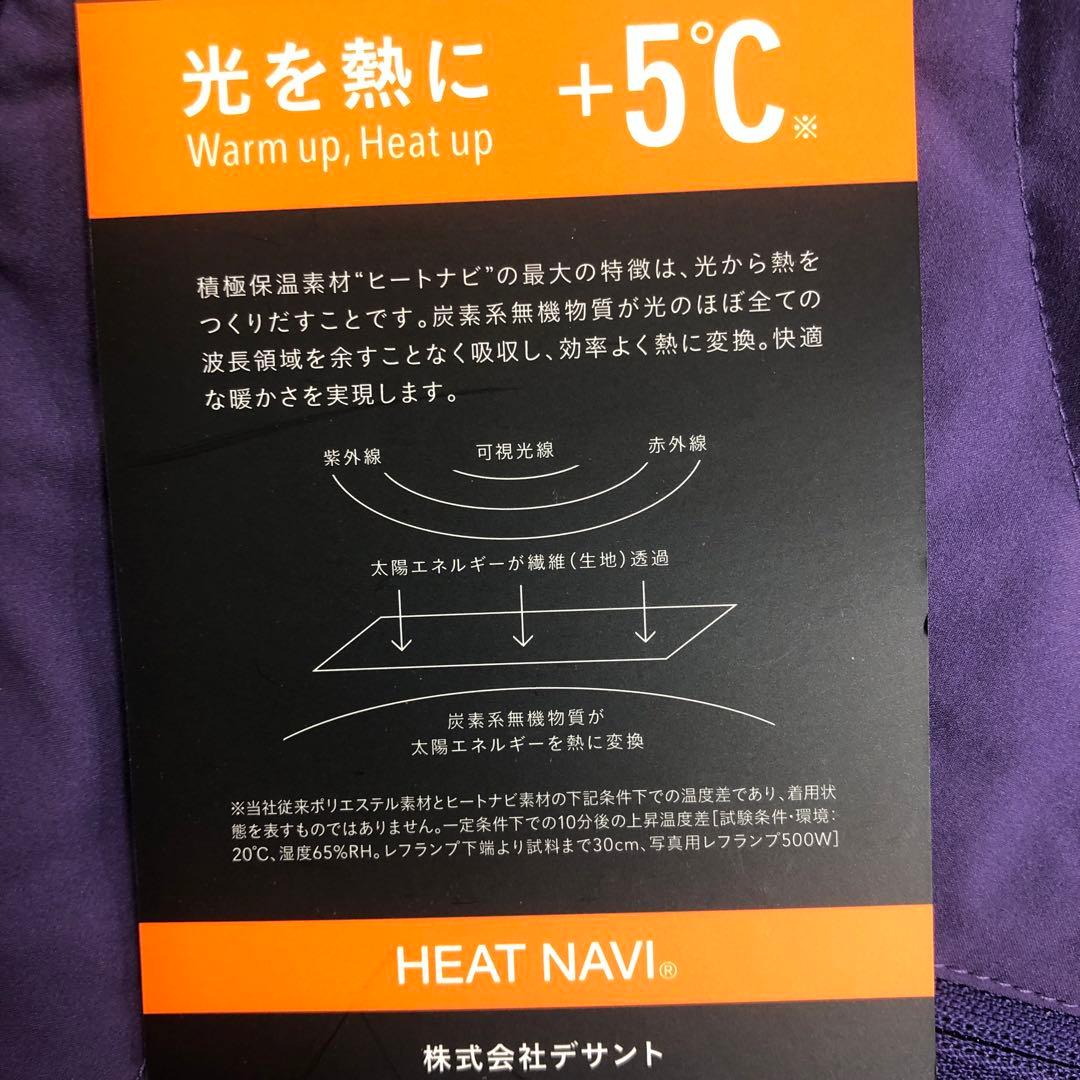 光を熱に +5℃※
Warm up, Heat up
積極保温素材“ヒートナビ”の最大の特徴は、光から熱を
つくりだすことです。炭素系無機物質が光のほぼ全ての
波長領域を余すことなく吸収し、効率よく熱に変換。快適
な暖かさを実現します。
紫外線 可視光線 赤外線
太陽エネルギーが繊維(生地)透過
炭素系無機物質が
太陽エネルギーを熱に変換
※当社従来ポリエステル素材とヒートナビ素材の下記条件下での温度差であり、着用状
態を表すものではありません。一定条件下での10分後の上昇温度差[試験条件・環境:
20℃、湿度65%RH。レフランプ下端より試料まで30cm、写真用レフランプ500W]
HEAT NAVI®
株式会社デサント